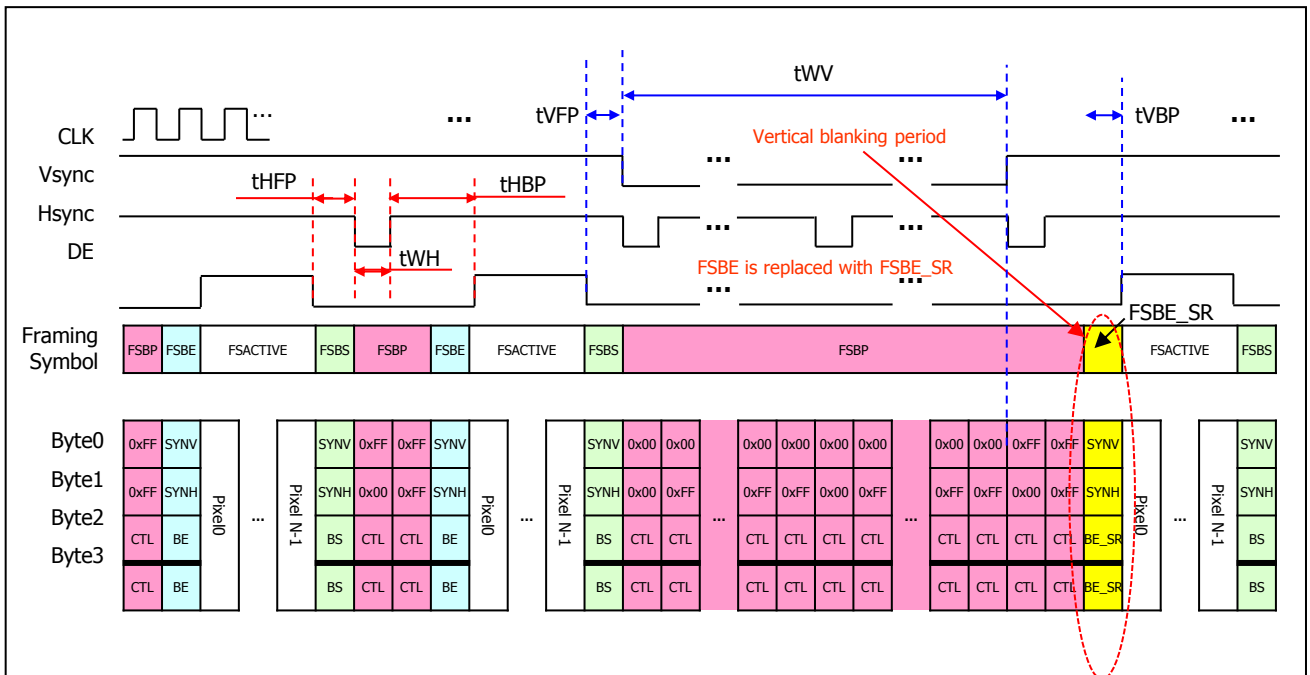 tWV
CLK ... ... tVFP tVBP ...
Vertical blanking period
Vsync ... ...
tHFP tHBP
Hsync ... ...
DE
tWH
FSBE is replaced with FSBE_SR
... ...
FSBE_SR
Framing Symbol
FSBP FSBE FSACTIVE FSBS FSBP FSBE FSACTIVE FSBS FSBP FSACTIVE FSBS
Byte0 0xFF SYNV SYNV 0xFF 0xFF SYNV SYNV 0x00 0x00 0x00 0x00 0x00 0x00 0x00 0x00 0xFF 0xFF SYNV SYNV
Byte1 0xFF SYNH SYNH 0x00 0xFF SYNH SYNH 0x00 0xFF 0xFF 0x00 0xFF 0xFF 0xFF 0xFF 0x00 0xFF SYNH SYNH
Pixel0 ... Pixel N-1 Pixel0 ... Pixel N-1 ... ... Pixel0 ... Pixel N-1
Byte2 CTL BE BS CTL CTL BE BS CTL CTL CTL CTL CTL CTL CTL CTL CTL CTL BE_SR BS
Byte3 CTL BE BS CTL CTL BE BS CTL CTL CTL CTL CTL CTL CTL CTL CTL CTL BE_SR BS